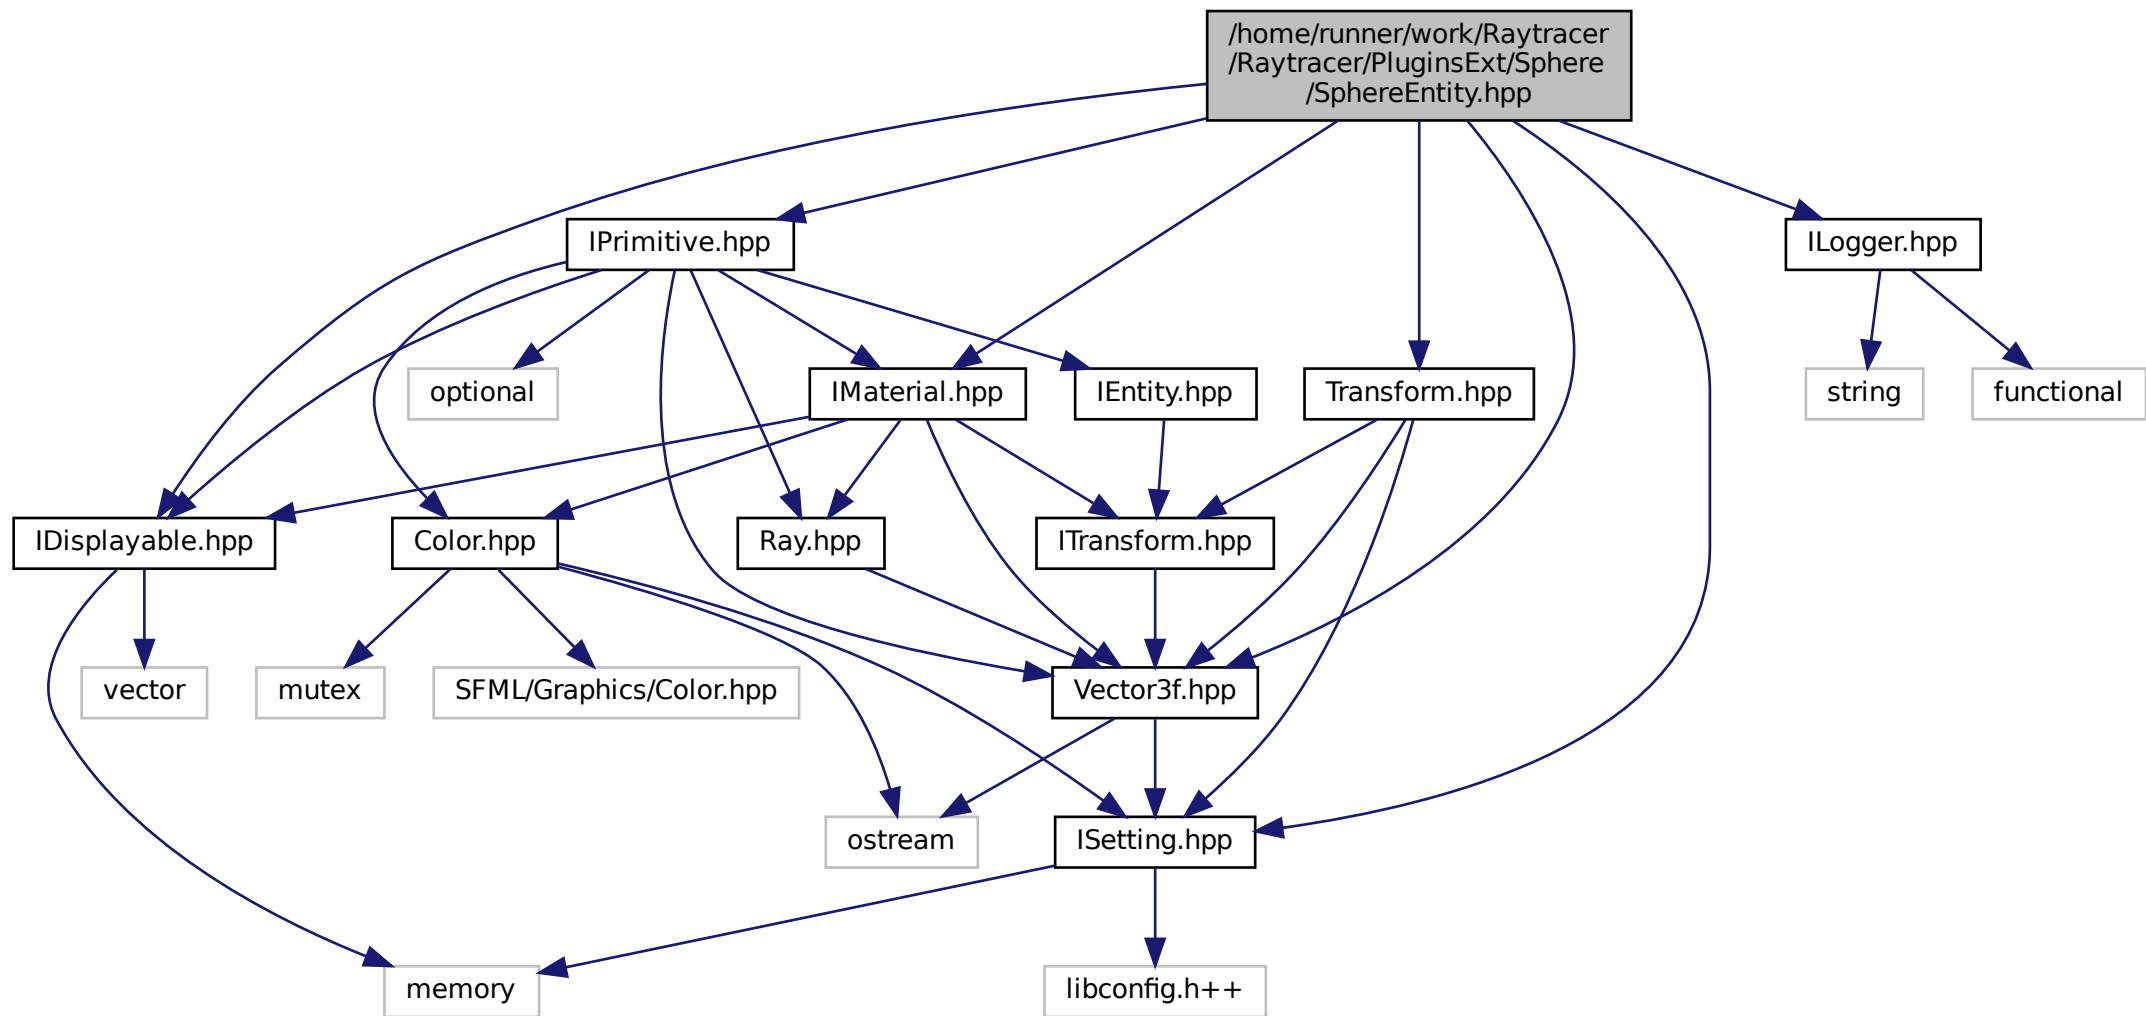 /home/runner/work/Raytracer
/Raytracer/PluginsExt/Sphere
/SphereEntity.hpp
IPrimitive.hpp
ILogger.hpp
optional
IMaterial.hpp
IEntity.hpp
Transform.hpp
string
functional
IDisplayable.hpp
Color.hpp
Ray.hpp
ITransform.hpp
vector
mutex
SFML/Graphics/Color.hpp
Vector3f.hpp
ostream
ISetting.hpp
memory
libconfig.h++